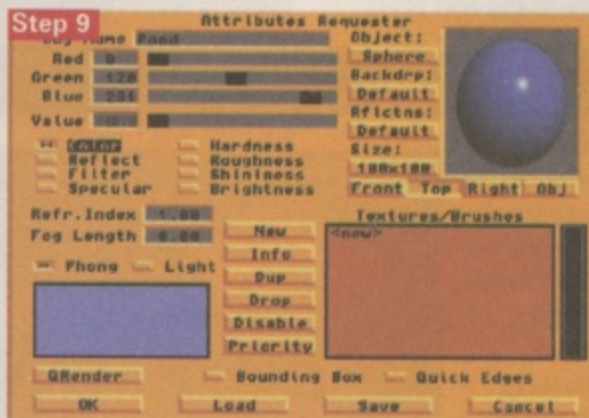 Step 9
Attributes Requester
Name Pond
Red 0
Green 128
Blue 231
Value
Color
Reflect
Filter
Specular
Hardness
Roughness
Shininess
Brightness
Object:
Sphere
Backdrp:
Default
Rflctns:
Default
Size:
100x100
Front Top Right Obj
Refr.Index 1.00
Fog Length 0.00
Phong Light
New
Info
Dup
Drop
Disable
Priority
Textures/Brushes
<new>
QRender
Bounding Box Quick Edges
OK Load Save Cancel